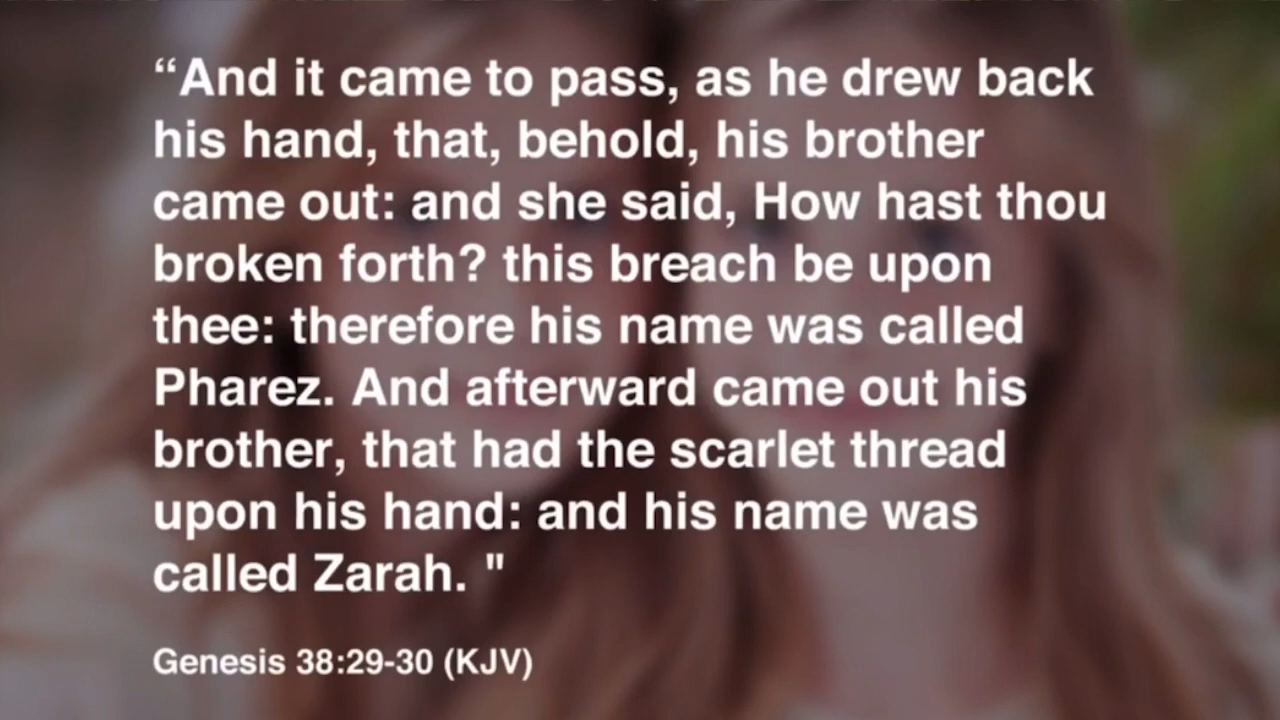 “And it came to pass, as he drew back
his hand, that, behold, his brother
came out: and she said, How hast thou
broken forth? this breach be upon
thee: therefore his name was called
Pharez. And afterward came out his
brother, that had the scarlet thread
upon his hand: and his name was
called Zarah. "
Genesis 38:29-30 (KJV)